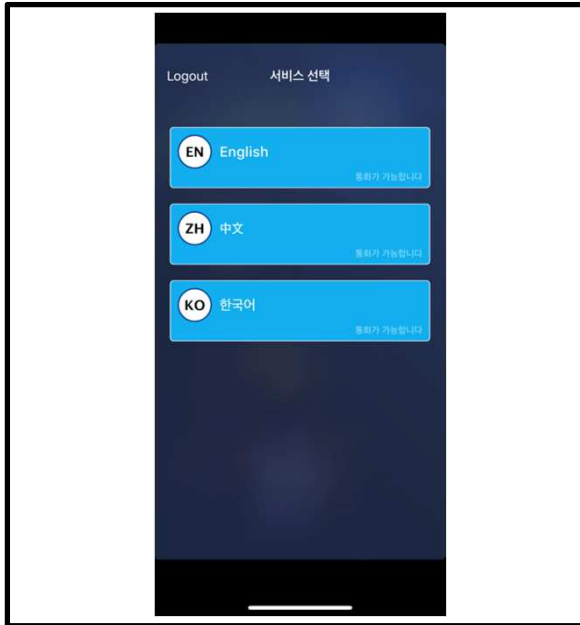 Logout 서비스 선택
EN English
통화가 가능합니다
ZH 中文
통화가 가능합니다
KO 한국어
통화가 가능합니다